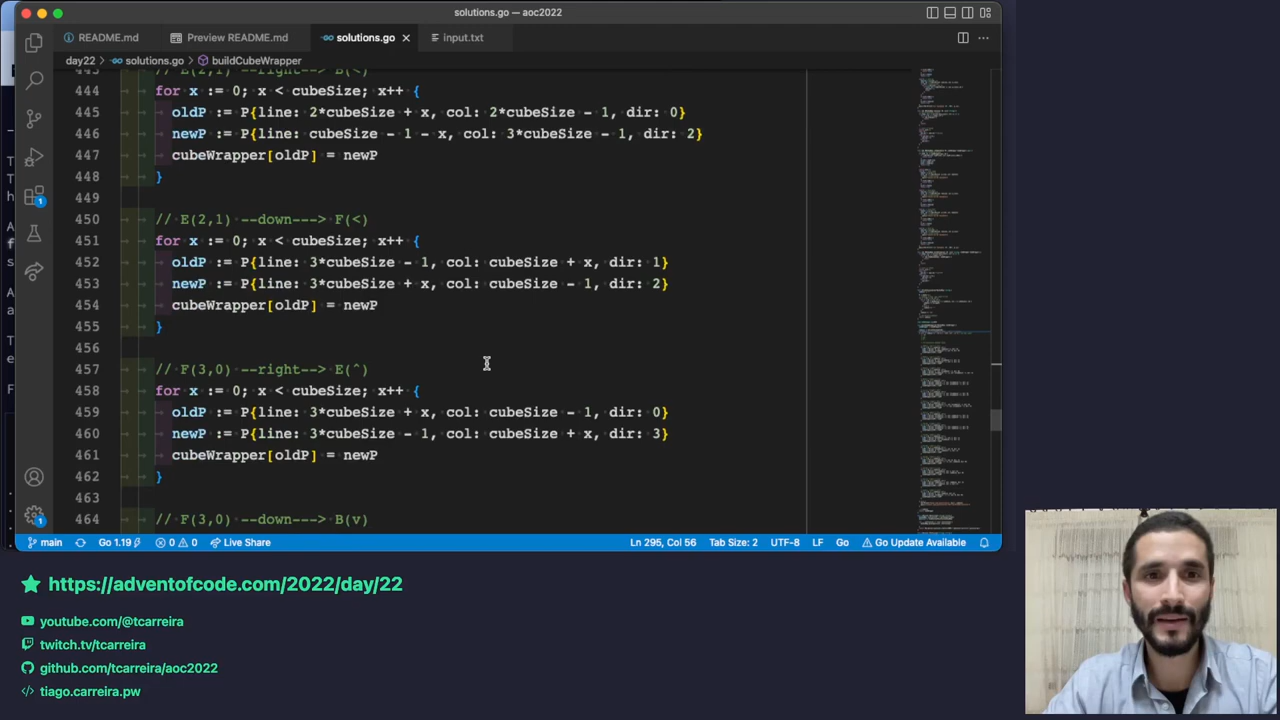 solutions.go — aoc2022
README.md
Preview README.md
solutions.go
input.txt
day22 > solutions.go > buildCubeWrapper
443 // E(2,1) --right--> B(<)
444 for x := 0; x < cubeSize; x++ {
445 oldP := P{line: 2*cubeSize + x, col: 2*cubeSize - 1, dir: 0}
446 newP := P{line: cubeSize - 1 - x, col: 3*cubeSize - 1, dir: 2}
447 cubeWrapper[oldP] = newP
448 }
449
450 // E(2,1) --down---> F(<)
451 for x := 0; x < cubeSize; x++ {
452 oldP := P{line: 3*cubeSize - 1, col: cubeSize + x, dir: 1}
453 newP := P{line: 3*cubeSize + x, col: cubeSize - 1, dir: 2}
454 cubeWrapper[oldP] = newP
455 }
456
457 // F(3,0) --right--> E(^)
458 for x := 0; x < cubeSize; x++ {
459 oldP := P{line: 3*cubeSize + x, col: cubeSize - 1, dir: 0}
460 newP := P{line: 3*cubeSize - 1, col: cubeSize + x, dir: 3}
461 cubeWrapper[oldP] = newP
462 }
463
464 // F(3,0) --down---> B(v)
main Go 1.19 0 0 Live Share Ln 295, Col 56 Tab Size: 2 UTF-8 LF Go Go Update Available
https://adventofcode.com/2022/day/22
youtube.com/@tcarreira
twitch.tv/tcarreira
github.com/tcarreira/aoc2022
tiago.carreira.pw